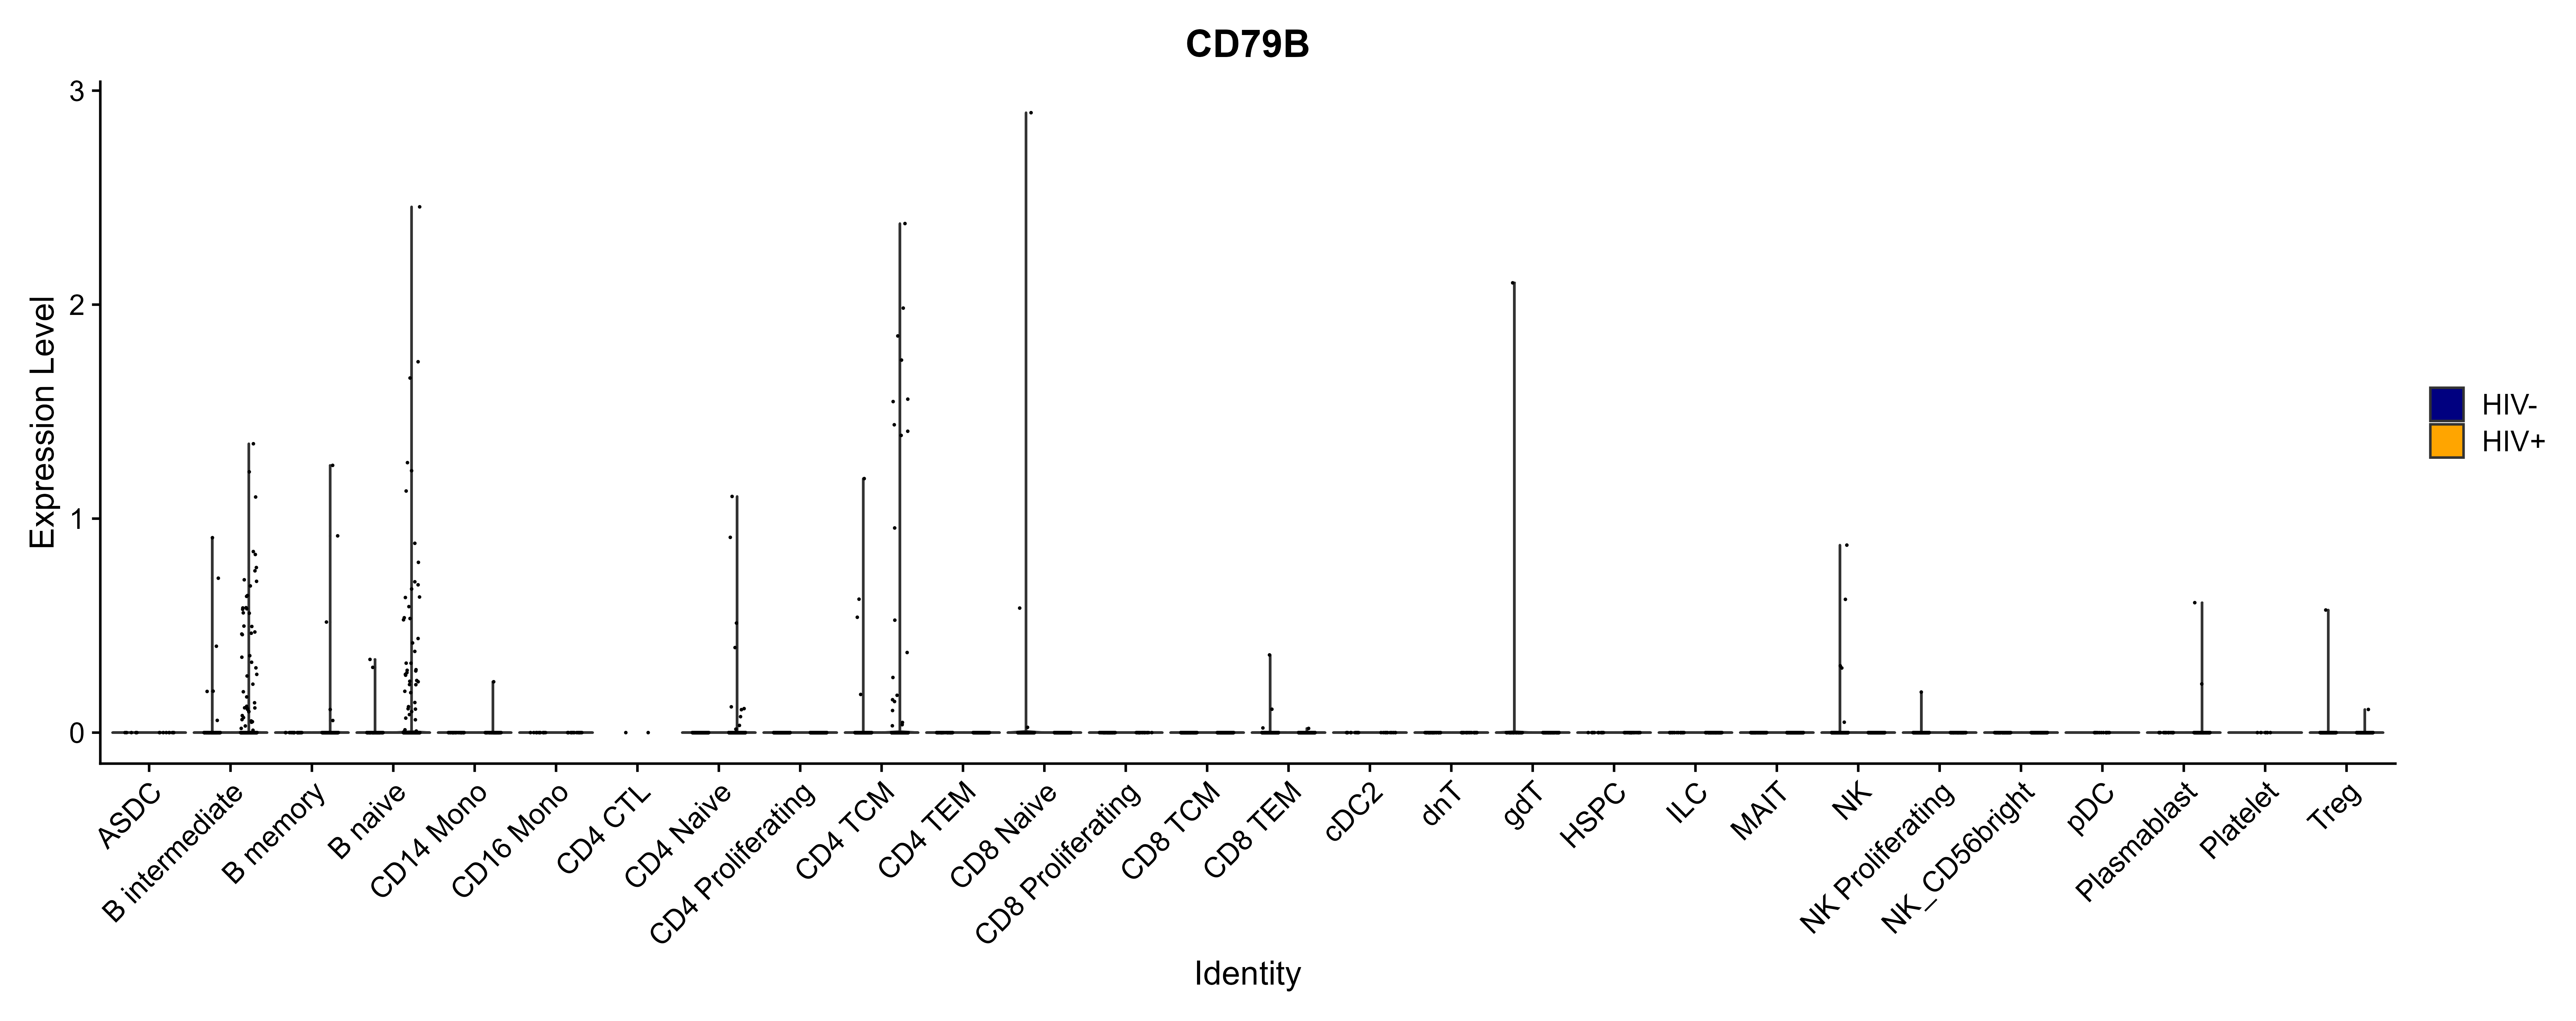 CD79B
Expression Level
3
2
1
0
ASDC
B intermediate
B memory
B naive
CD14 Mono
CD16 Mono
CD4 CTL
CD4 Naive
CD4 Proliferating
CD4 TCM
CD4 TEM
CD8 Naive
CD8 Proliferating
CD8 TCM
CD8 TEM
cDC2
dnT
gdT
HSPC
ILC
MAIT
NK
NK Proliferating
NK_CD56bright
pDC
Plasmablast
Platelet
Treg
Identity
HIV-
HIV+